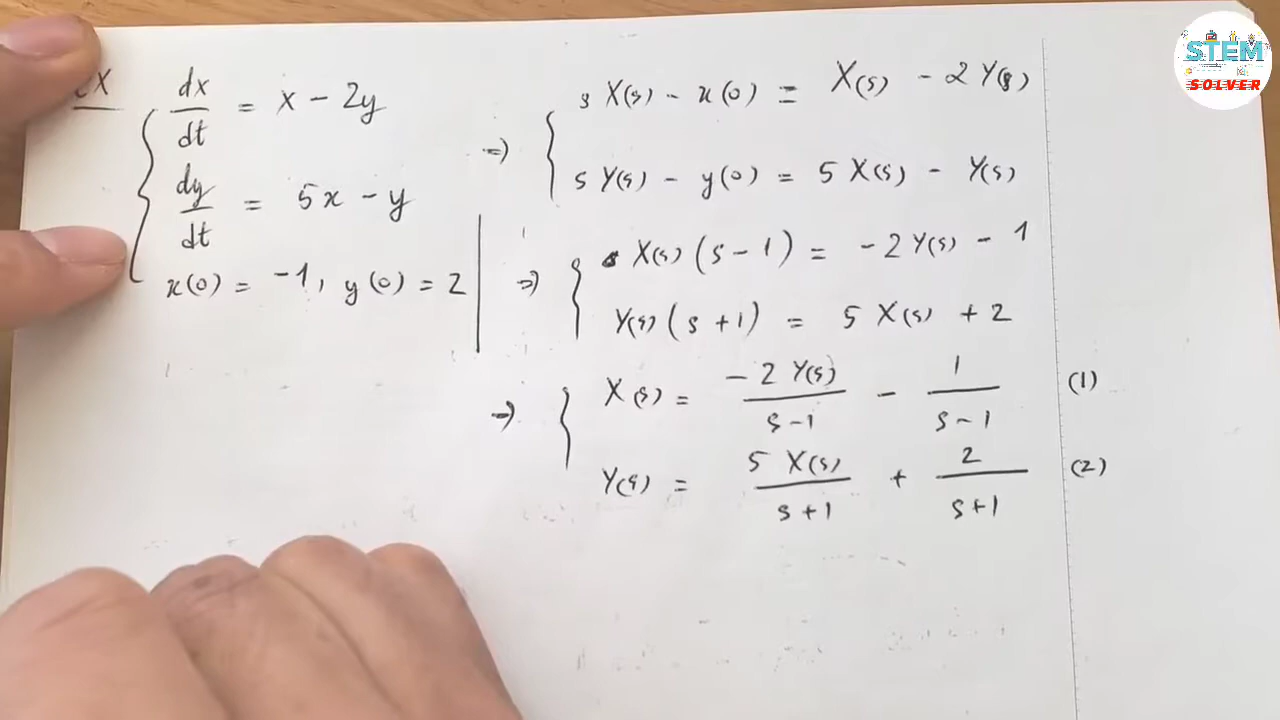 STEM
SOLVER
EX
dx/dt = x - 2y
dy/dt = 5x - y
x(0) = -1, y(0) = 2
=> { s X(s) - x(0) = X(s) - 2 Y(s)
s Y(s) - y(0) = 5 X(s) - Y(s)
=> { X(s) (s - 1) = -2 Y(s) - 1
Y(s) (s + 1) = 5 X(s) + 2
=> { X(s) = -2 Y(s)/s-1 - 1/s-1 (1)
Y(s) = 5 X(s)/s+1 + 2/s+1 (2)